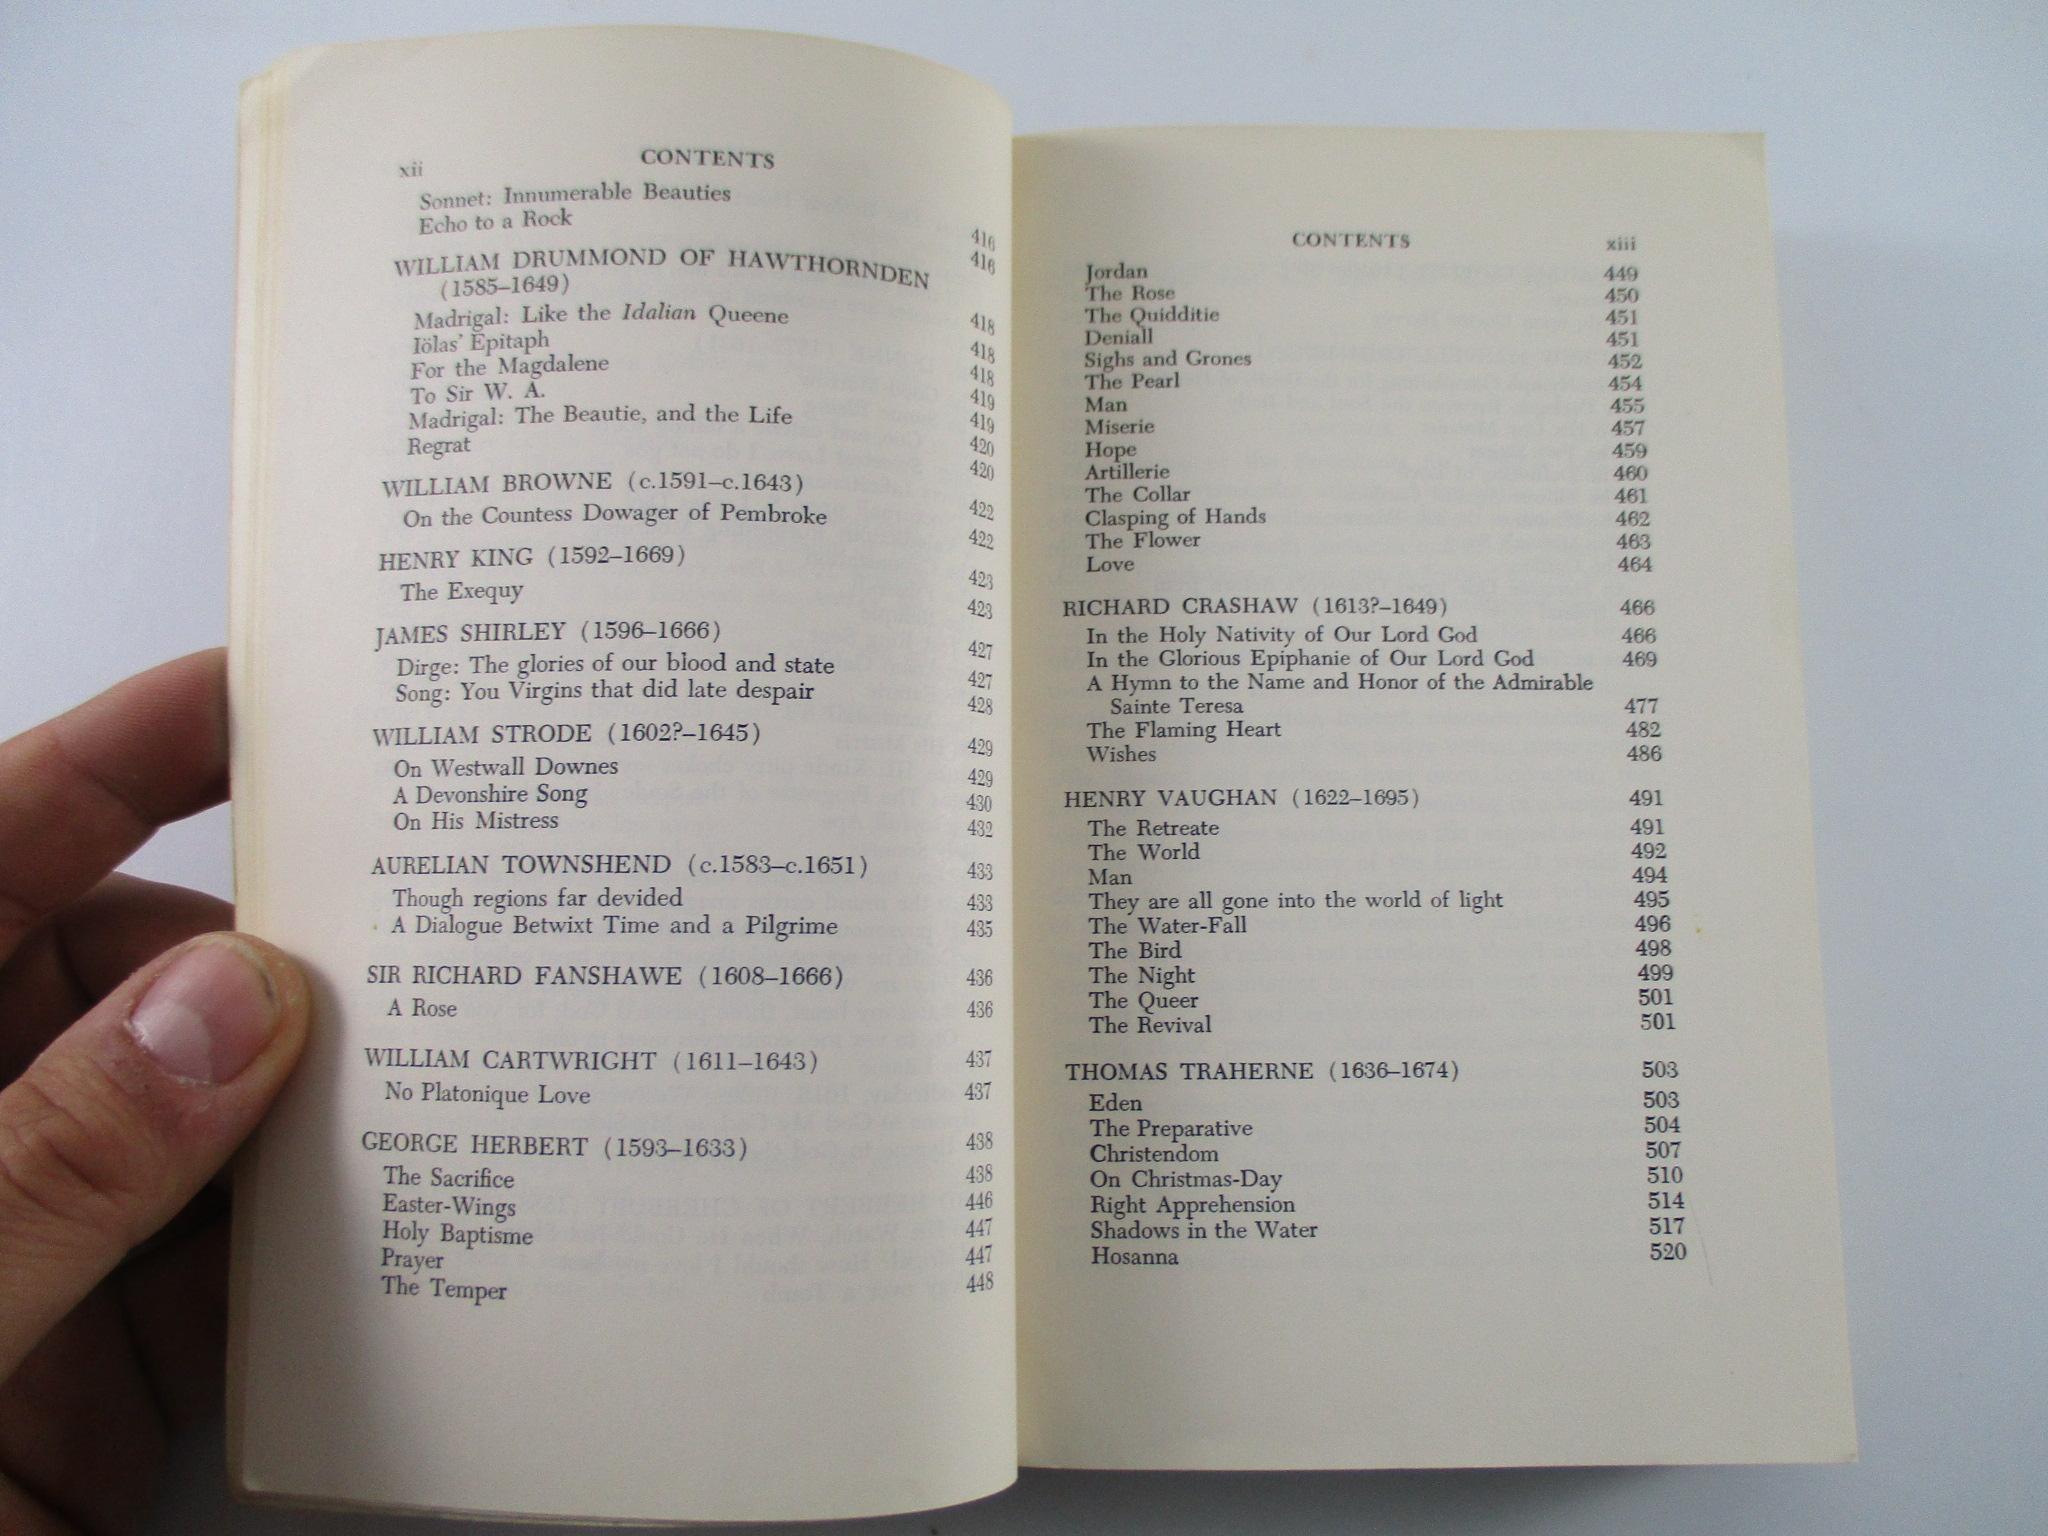 xii CONTENTS
Sonnet: Innumerable Beauties 416
Echo to a Rock 416
WILLIAM DRUMMOND OF HAWTHORNDEN
(1585–1649) 418
Madrigal: Like the Idalian Queene 418
Iölas' Epitaph 418
For the Magdalene 419
To Sir W. A. 419
Madrigal: The Beautie, and the Life 420
Regrat 420
WILLIAM BROWNE (c.1591–c.1643) 422
On the Countess Dowager of Pembroke 422
HENRY KING (1592–1669) 423
The Exequy 423
JAMES SHIRLEY (1596–1666) 427
Dirge: The glories of our blood and state 427
Song: You Virgins that did late despair 428
WILLIAM STRODE (1602?–1645) 429
On Westwall Downes 429
A Devonshire Song 430
On His Mistress 432
AURELIAN TOWNSHEND (c.1583–c.1651) 433
Though regions far devided 433
A Dialogue Betwixt Time and a Pilgrime 435
SIR RICHARD FANSHAWE (1608–1666) 436
A Rose 436
WILLIAM CARTWRIGHT (1611–1643) 437
No Platonique Love 437
GEORGE HERBERT (1593–1633) 438
The Sacrifice 438
Easter-Wings 446
Holy Baptisme 447
Prayer 447
The Temper 448
CONTENTS xiii
Jordan 449
The Rose 450
The Quidditie 451
Deniall 451
Sighs and Grones 452
The Pearl 454
Man 455
Miserie 457
Hope 459
Artillerie 460
The Collar 461
Clasping of Hands 462
The Flower 463
Love 464
RICHARD CRASHAW (1613?–1649) 466
In the Holy Nativity of Our Lord God 466
In the Glorious Epiphanie of Our Lord God 469
A Hymn to the Name and Honor of the Admirable
Sainte Teresa 477
The Flaming Heart 482
Wishes 486
HENRY VAUGHAN (1622–1695) 491
The Retreate 491
The World 492
Man 494
They are all gone into the world of light 495
The Water-Fall 496
The Bird 498
The Night 499
The Queer 501
The Revival 501
THOMAS TRAHERNE (1636–1674) 503
Eden 503
The Preparative 504
Christendom 507
On Christmas-Day 510
Right Apprehension 514
Shadows in the Water 517
Hosanna 520